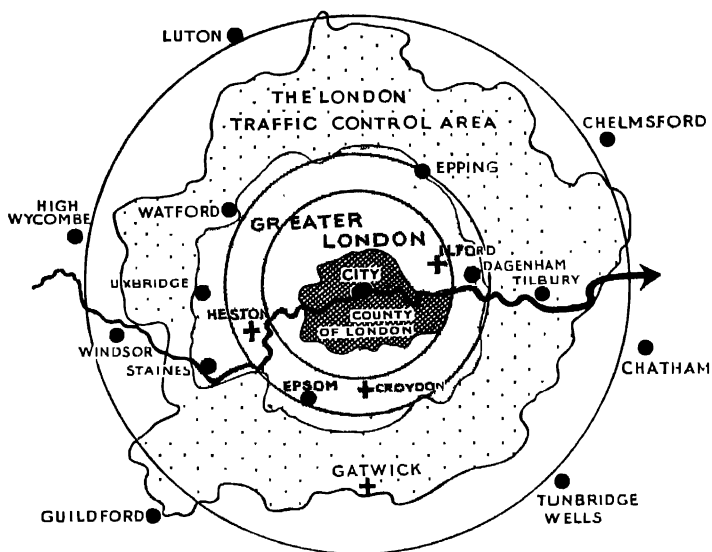 LUTON
THE LONDON
TRAFFIC CONTROL AREA
CHELMSFORD
EPPING
HIGH
WYCOMBE
WATFORD
GREATER
LONDON
ILFORD
CITY
DAGENHAM
TILBURY
UXBRIDGE
HESTON
COUNTY
OF LONDON
WINDSOR
STAINES
CHATHAM
EPSOM
CROYDON
GATWICK
TUNBRIDGE
WELLS
GUILDFORD